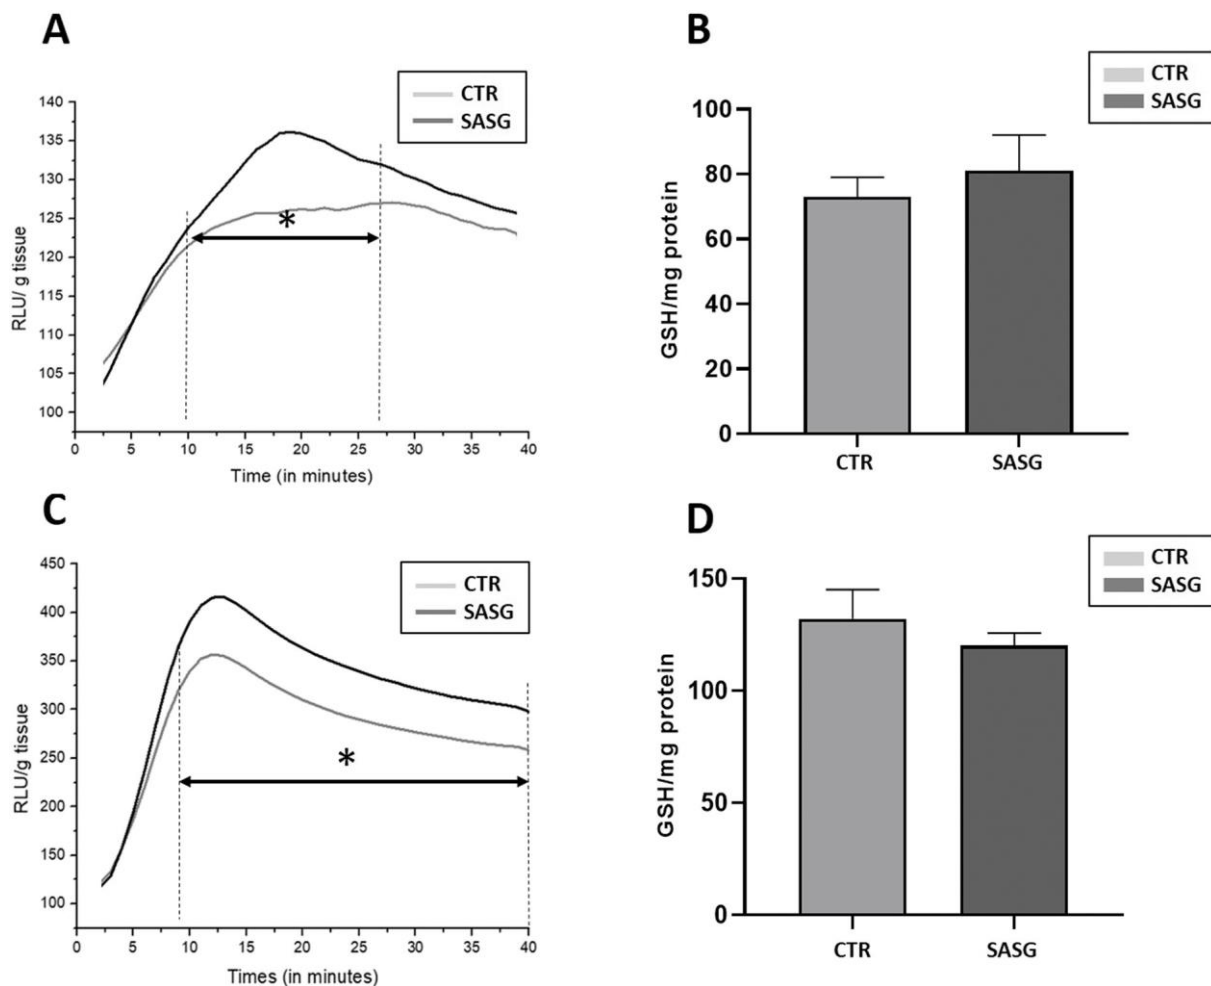 A
CTR
SASG
140
135
130
125
120
115
110
105
100
RLU/ g tissue
*
0 5 10 15 20 25 30 35 40
Time (in minutes)
B
CTR
SASG
100
80
60
40
20
0
GSH/mg protein
CTR SASG
C
CTR
SASG
450
400
350
300
250
200
150
100
RLU/g tissue
*
0 5 10 15 20 25 30 35 40
Times (in minutes)
D
CTR
SASG
150
100
50
0
GSH/mg protein
CTR SASG